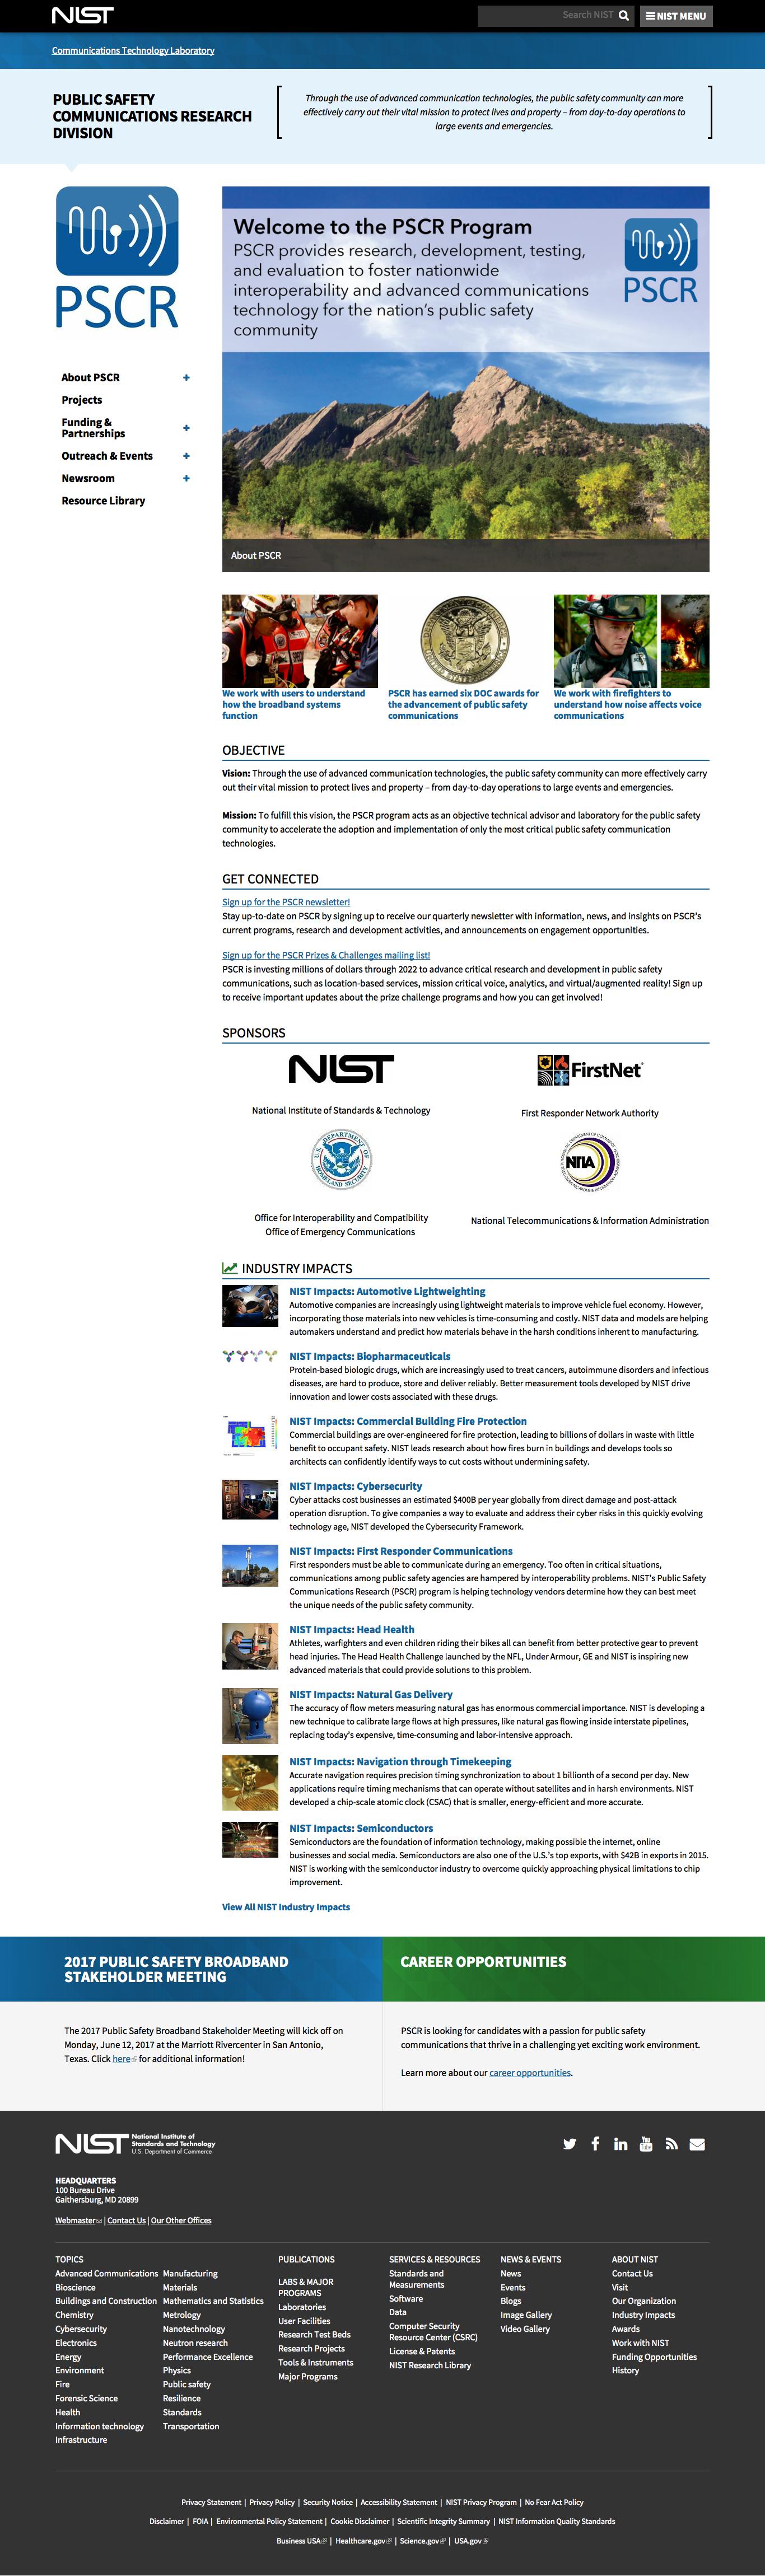 NIST
Search NIST
NIST MENU
Communications Technology Laboratory
PUBLIC SAFETY
COMMUNICATIONS RESEARCH
DIVISION
Through the use of advanced communication technologies, the public safety community can more
effectively carry out their vital mission to protect lives and property – from day-to-day operations to
large events and emergencies.
PSCR
About PSCR
Projects
Funding &
Partnerships
Outreach & Events
Newsroom
Resource Library
Welcome to the PSCR Program
PSCR provides research, development, testing,
and evaluation to foster nationwide
interoperability and advanced communications
technology for the nation's public safety
community
PSCR
About PSCR
We work with users to understand
how the broadband systems
function
PSCR has earned six DOC awards for
the advancement of public safety
communications
We work with firefighters to
understand how noise affects voice
communications
OBJECTIVE
Vision: Through the use of advanced communication technologies, the public safety community can more effectively carry
out their vital mission to protect lives and property – from day-to-day operations to large events and emergencies.
Mission: To fulfill this vision, the PSCR program acts as an objective technical advisor and laboratory for the public safety
community to accelerate the adoption and implementation of only the most critical public safety communication
technologies.
GET CONNECTED
Sign up for the PSCR newsletter!
Stay up-to-date on PSCR by signing up to receive our quarterly newsletter with information, news, and insights on PSCR's
current programs, research and development activities, and announcements on engagement opportunities.
Sign up for the PSCR Prizes & Challenges mailing list!
PSCR is investing millions of dollars through 2022 to advance critical research and development in public safety
communications, such as location-based services, mission critical voice, analytics, and virtual/augmented reality! Sign up
to receive important updates about the prize challenge programs and how you can get involved!
SPONSORS
NIST
National Institute of Standards & Technology
FirstNet
First Responder Network Authority
U.S. DEPARTMENT OF HOMELAND SECURITY
Office for Interoperability and Compatibility
Office of Emergency Communications
NTIA
National Telecommunications & Information Administration
INDUSTRY IMPACTS
NIST Impacts: Automotive Lightweighting
Automotive companies are increasingly using lightweight materials to improve vehicle fuel economy. However,
incorporating those materials into new vehicles is time-consuming and costly. NIST data and models are helping
automakers understand and predict how materials behave in the harsh conditions inherent to manufacturing.
NIST Impacts: Biopharmaceuticals
Protein-based biologic drugs, which are increasingly used to treat cancers, autoimmune disorders and infectious
diseases, are hard to produce, store and deliver reliably. Better measurement tools developed by NIST drive
innovation and lower costs associated with these drugs.
NIST Impacts: Commercial Building Fire Protection
Commercial buildings are over-engineered for fire protection, leading to billions of dollars in waste with little
benefit to occupant safety. NIST leads research about how fires burn in buildings and develops tools so
architects can confidently identify ways to cut costs without undermining safety.
NIST Impacts: Cybersecurity
Cyber attacks cost businesses an estimated $400B per year globally from direct damage and post-attack
operation disruption. To give companies a way to evaluate and address their cyber risks in this quickly evolving
technology age, NIST developed the Cybersecurity Framework.
NIST Impacts: First Responder Communications
First responders must be able to communicate during an emergency. Too often in critical situations,
communications among public safety agencies are hampered by interoperability problems. NIST's Public Safety
Communications Research (PSCR) program is helping technology vendors determine how they can best meet
the unique needs of the public safety community.
NIST Impacts: Head Health
Athletes, warfighters and even children riding their bikes all can benefit from better protective gear to prevent
head injuries. The Head Health Challenge launched by the NFL, Under Armour, GE and NIST is inspiring new
advanced materials that could provide solutions to this problem.
NIST Impacts: Natural Gas Delivery
The accuracy of flow meters measuring natural gas has enormous commercial importance. NIST is developing a
new technique to calibrate large flows at high pressures, like natural gas flowing inside interstate pipelines,
replacing today's expensive, time-consuming and labor-intensive approach.
NIST Impacts: Navigation through Timekeeping
Accurate navigation requires precision timing synchronization to about 1 billionth of a second per day. New
applications require timing mechanisms that can operate without satellites and in harsh environments. NIST
developed a chip-scale atomic clock (CSAC) that is smaller, energy-efficient and more accurate.
NIST Impacts: Semiconductors
Semiconductors are the foundation of information technology, making possible the internet, online
businesses and social media. Semiconductors are also one of the U.S.'s top exports, with $42B in exports in 2015.
NIST is working with the semiconductor industry to overcome quickly approaching physical limitations to chip
improvement.
View All NIST Industry Impacts
2017 PUBLIC SAFETY BROADBAND
STAKEHOLDER MEETING
The 2017 Public Safety Broadband Stakeholder Meeting will kick off on
Monday, June 12, 2017 at the Marriott Rivercenter in San Antonio,
Texas. Click here for additional information!
CAREER OPPORTUNITIES
PSCR is looking for candidates with a passion for public safety
communications that thrive in a challenging yet exciting work environment.
Learn more about our career opportunities.
NIST
National Institute of
Standards and Technology
U.S. Department of Commerce
HEADQUARTERS
100 Bureau Drive
Gaithersburg, MD 20899
Webmaster | Contact Us | Our Other Offices
TOPICS
Advanced Communications
Bioscience
Buildings and Construction
Chemistry
Cybersecurity
Electronics
Energy
Environment
Fire
Forensic Science
Health
Information technology
Infrastructure
Manufacturing
Materials
Mathematics and Statistics
Metrology
Nanotechnology
Neutron research
Performance Excellence
Physics
Public safety
Resilience
Standards
Transportation
PUBLICATIONS
LABS & MAJOR
PROGRAMS
Laboratories
User Facilities
Research Test Beds
Research Projects
Tools & Instruments
Major Programs
SERVICES & RESOURCES
Standards and
Measurements
Software
Data
Computer Security
Resource Center (CSRC)
License & Patents
NIST Research Library
NEWS & EVENTS
News
Events
Blogs
Image Gallery
Video Gallery
ABOUT NIST
Contact Us
Visit
Our Organization
Industry Impacts
Awards
Work with NIST
Funding Opportunities
History
Privacy Statement | Privacy Policy | Security Notice | Accessibility Statement | NIST Privacy Program | No Fear Act Policy
Disclaimer | FOIA | Environmental Policy Statement | Cookie Disclaimer | Scientific Integrity Summary | NIST Information Quality Standards
Business USA | Healthcare.gov | Science.gov | USA.gov